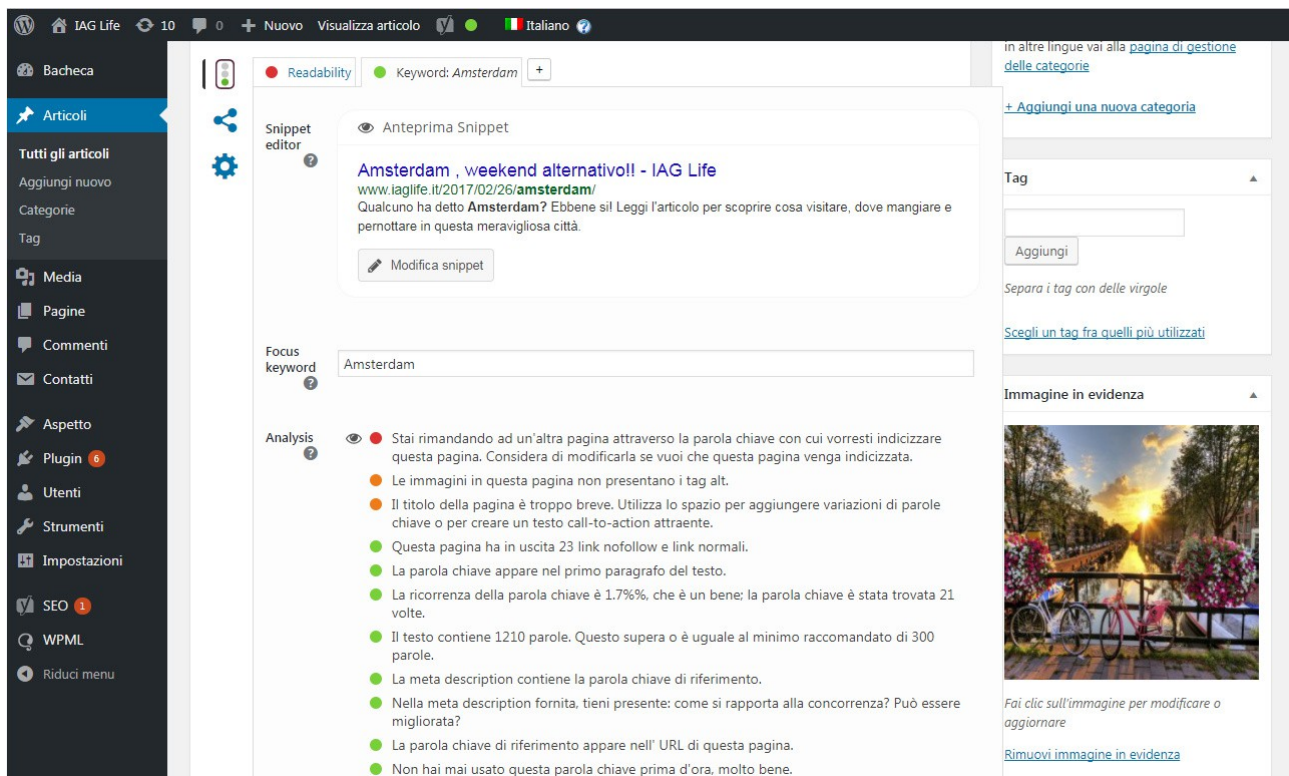 IAG Life 10 0 + Nuovo Visualizza articolo Italiano ?
Bacheca
Articoli
Tutti gli articoli
Aggiungi nuovo
Categorie
Tag
Media
Pagine
Commenti
Contatti
Aspetto
Plugin 6
Utenti
Strumenti
Impostazioni
SEO 1
WPML
Riduci menu
Readability
Keyword: Amsterdam +
Snippet
editor
?
Anteprima Snippet
Amsterdam , weekend alternativo!! - IAG Life
www.iaglife.it/2017/02/26/amsterdam/
Qualcuno ha detto Amsterdam? Ebbene si! Leggi l'articolo per scoprire cosa visitare, dove mangiare e
pernottare in questa meravigliosa città.
Modifica snippet
Focus
keyword
?
Amsterdam
Analysis
?
Stai rimandando ad un'altra pagina attraverso la parola chiave con cui vorresti indicizzare
questa pagina. Considera di modificarla se vuoi che questa pagina venga indicizzata.
Le immagini in questa pagina non presentano i tag alt.
Il titolo della pagina è troppo breve. Utilizza lo spazio per aggiungere variazioni di parole
chiave o per creare un testo call-to-action attraente.
Questa pagina ha in uscita 23 link nofollow e link normali.
La parola chiave appare nel primo paragrafo del testo.
La ricorrenza della parola chiave è 1.7%%, che è un bene; la parola chiave è stata trovata 21
volte.
Il testo contiene 1210 parole. Questo supera o è uguale al minimo raccomandato di 300
parole.
La meta description contiene la parola chiave di riferimento.
Nella meta description fornita, tieni presente: come si rapporta alla concorrenza? Può essere
migliorata?
La parola chiave di riferimento appare nell' URL di questa pagina.
Non hai mai usato questa parola chiave prima d'ora, molto bene.
in altre lingue vai alla pagina di gestione
delle categorie
+ Aggiungi una nuova categoria
Tag
Aggiungi
Separa i tag con delle virgole
Scegli un tag fra quelli più utilizzati
Immagine in evidenza
Fai clic sull'immagine per modificare o
aggiornare
Rimuovi immagine in evidenza